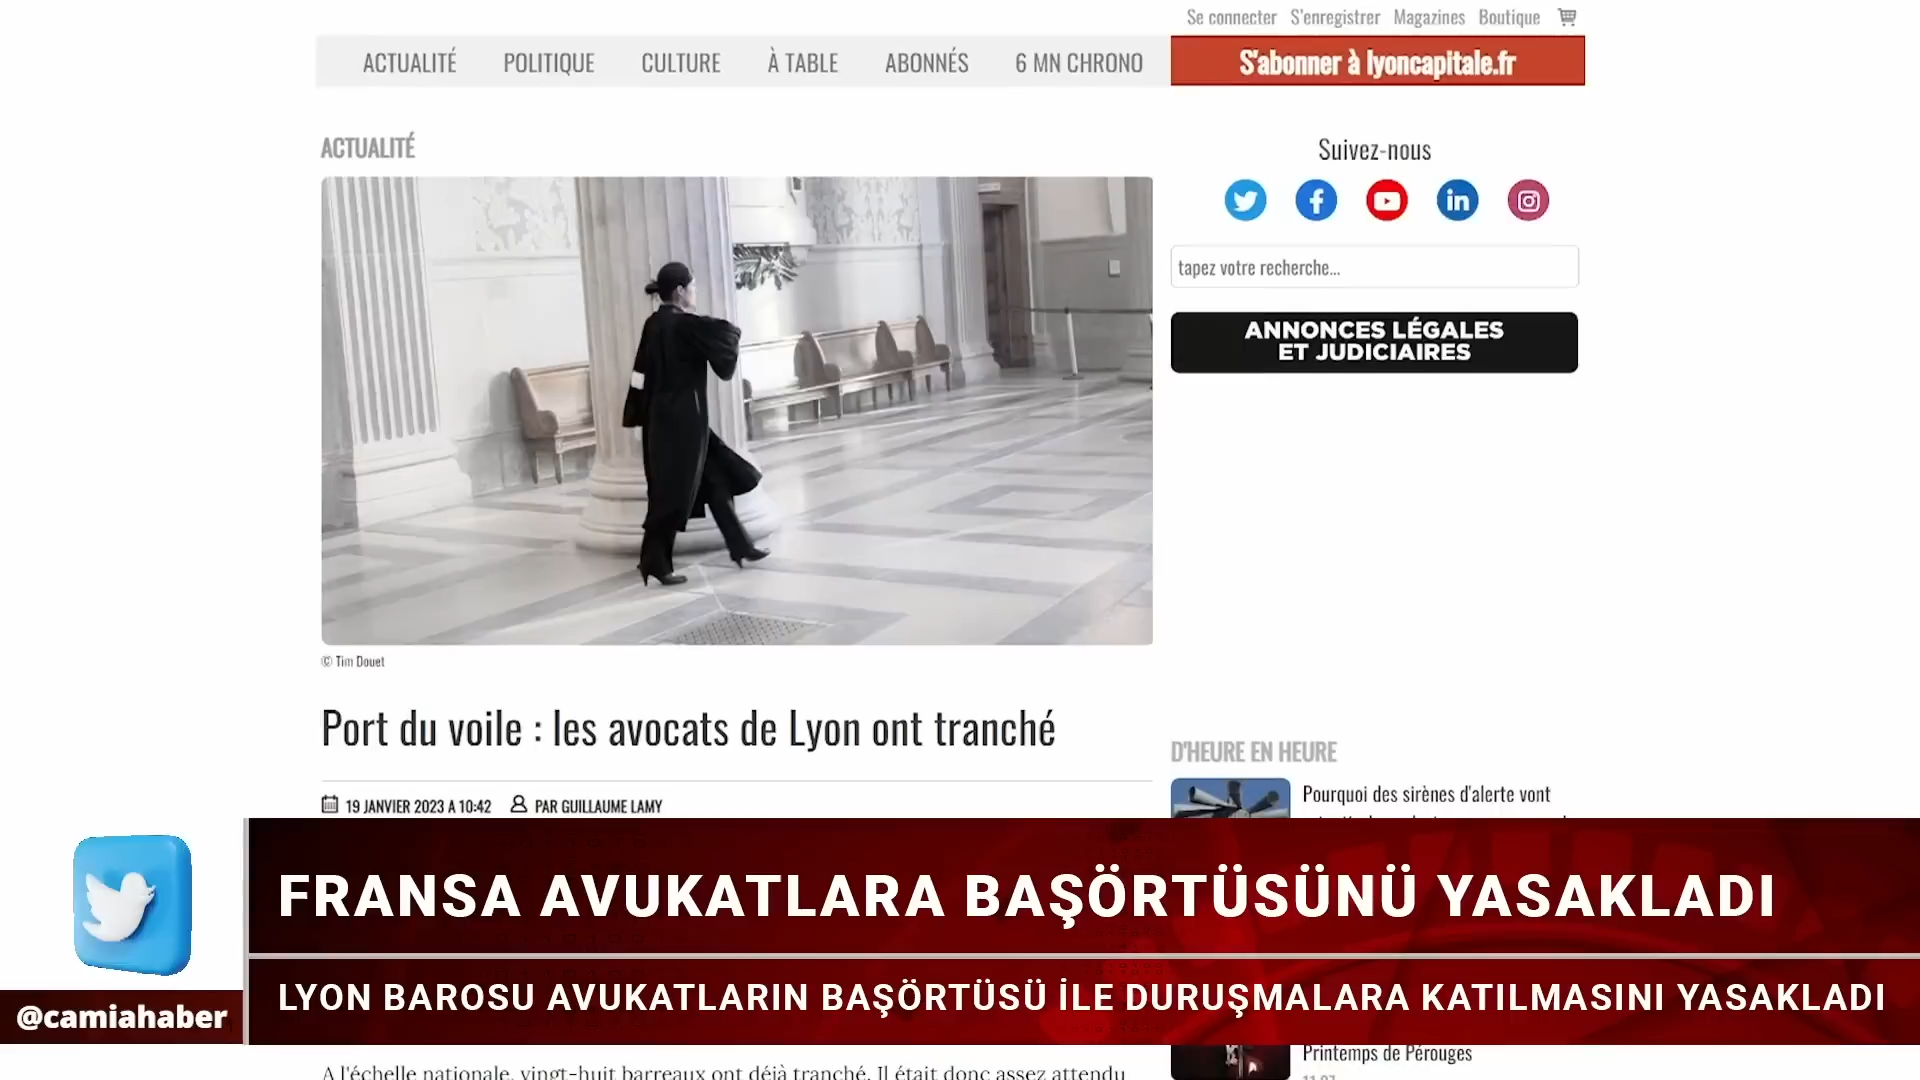 Se connecter S'enregistrer Magazines Boutique
ACTUALITÉ POLITIQUE CULTURE À TABLE ABONNÉS 6 MN CHRONO S'abonner à lyoncapitale.fr
ACTUALITÉ
Suivez-nous
tapez votre recherche...
ANNONCES LÉGALES
ET JUDICIAIRES
© Tim Douet
Port du voile : les avocats de Lyon ont tranché
19 JANVIER 2023 A 10:42 PAR GUILLAUME LAMY
D'HEURE EN HEURE
Pourquoi des sirènes d'alerte vont
FRANSA AVUKATLARA BAŞÖRTÜSÜNÜ YASAKLADI
LYON BAROSU AVUKATLARIN BAŞÖRTÜSÜ İLE DURUŞMALARA KATILMASINI YASAKLADI
@camiahaber
Printemps de Pérouges
A l'échelle nationale, vingt-huit barreaux ont déjà tranché. Il était donc assez attendu